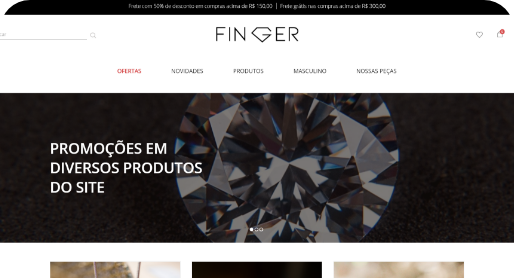 Frete com 50% de desconto em compras acima de R$ 150,00 | Frete grátis nas compras acima de R$ 300,00
FINGER
OFERTAS NOVIDADES PRODUTOS MASCULINO NOSSAS PEÇAS
PROMOÇÕES EM
DIVERSOS PRODUTOS
DO SITE